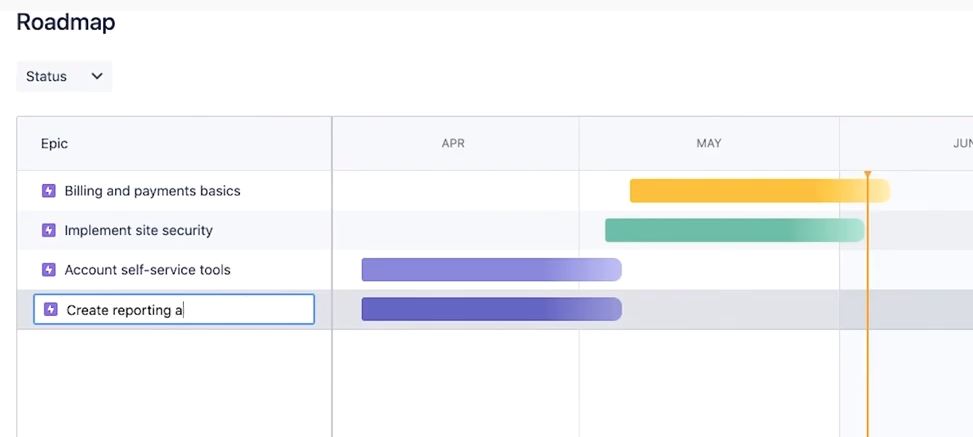 Roadmap
Status
Epic
APR
MAY
JUN
Billing and payments basics
Implement site security
Account self-service tools
Create reporting a